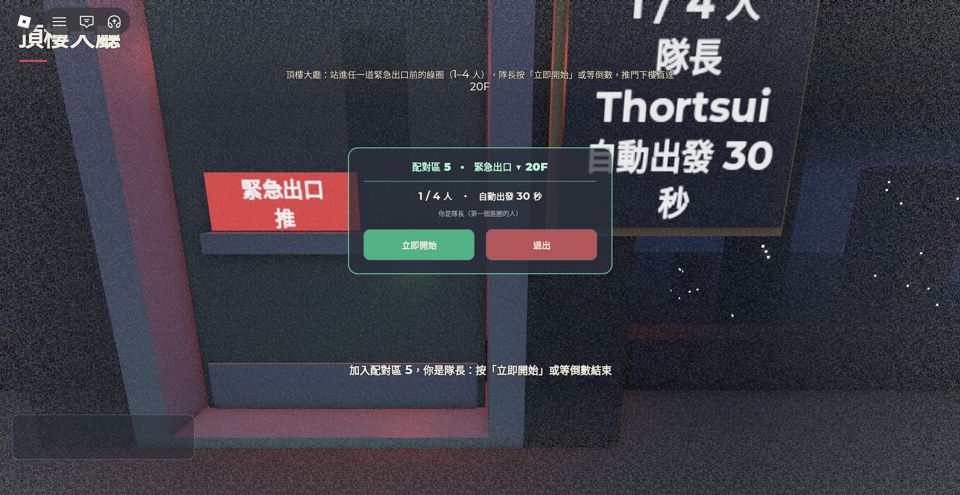 頂樓大廳
頂樓大廳：站進任一道緊急出口前的綠圈（1–4 人），隊長按「立即開始」或等倒數，推門下樓直達
20F
1 / 4 人
隊長
Thortsui
自動出發 30
秒
緊急出口
推
配對區 5 • 緊急出口 ▼ 20F
1 / 4 人 · 自動出發 30 秒
你是隊長（第一個進圈的人）
立即開始
退出
加入配對區 5，你是隊長：按「立即開始」或等倒數結束